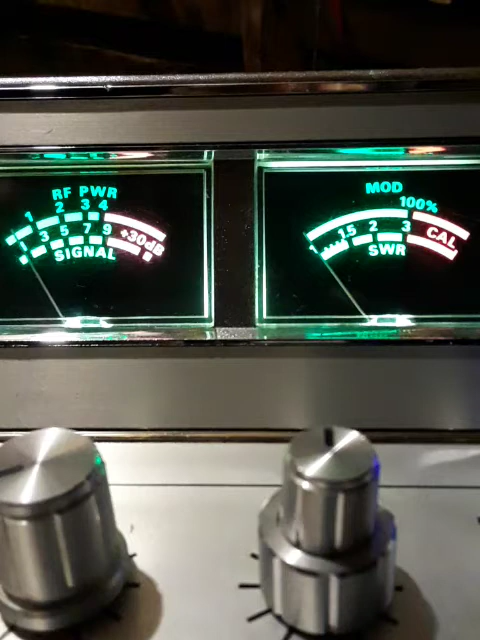 RF PWR
1 2 3 4
1 3 5 7 9 +30dB
SIGNAL
MOD
100%
1 1.5 2 3 CAL
SWR